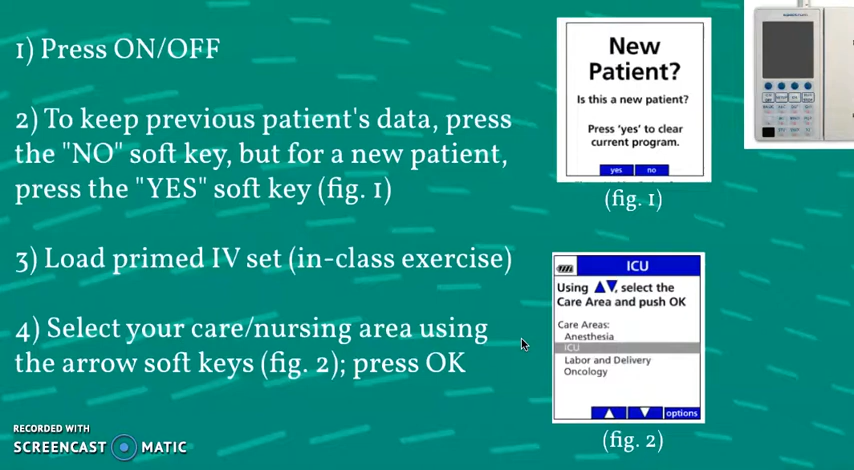 1) Press ON/OFF
2) To keep previous patient's data, press
the "NO" soft key, but for a new patient,
press the "YES" soft key (fig. 1)
3) Load primed IV set (in-class exercise)
4) Select your care/nursing area using
the arrow soft keys (fig. 2); press OK
New
Patient?
Is this a new patient?
Press 'yes' to clear
current program.
yes no
(fig. 1)
ICU
Using ▲▼, select the
Care Area and push OK
Care Areas:
Anesthesia
ICU
Labor and Delivery
Oncology
options
(fig. 2)
RECORDED WITH
SCREENCAST MATIC